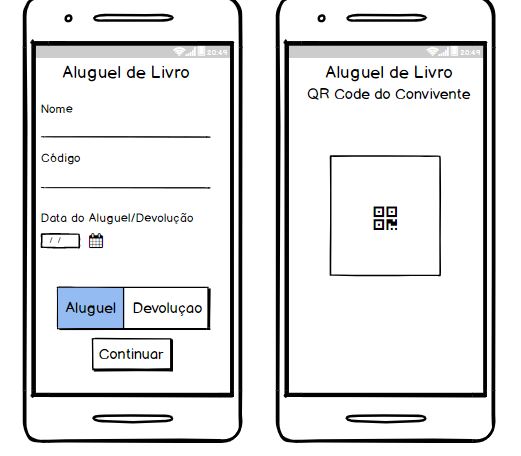 20:49
Aluguel de Livro
Nome
Código
Data do Aluguel/Devolução
/ /
Aluguel Devoluçao
Continuar
20:49
Aluguel de Livro
QR Code do Convivente